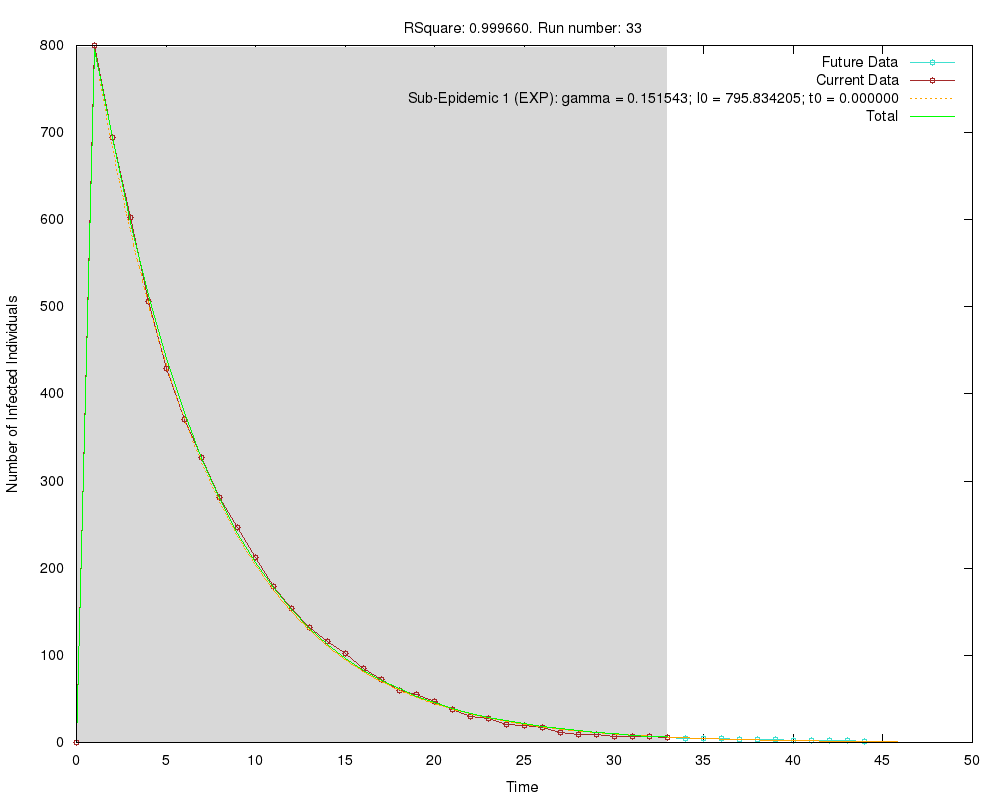 RSquare: 0.999660. Run number: 33
Future Data
Current Data
Sub-Epidemic 1 (EXP): gamma = 0.151543; I0 = 795.834205; t0 = 0.000000
Total
800
700
600
500
400
300
200
100
0
Number of Infected Individuals
0 5 10 15 20 25 30 35 40 45 50
Time